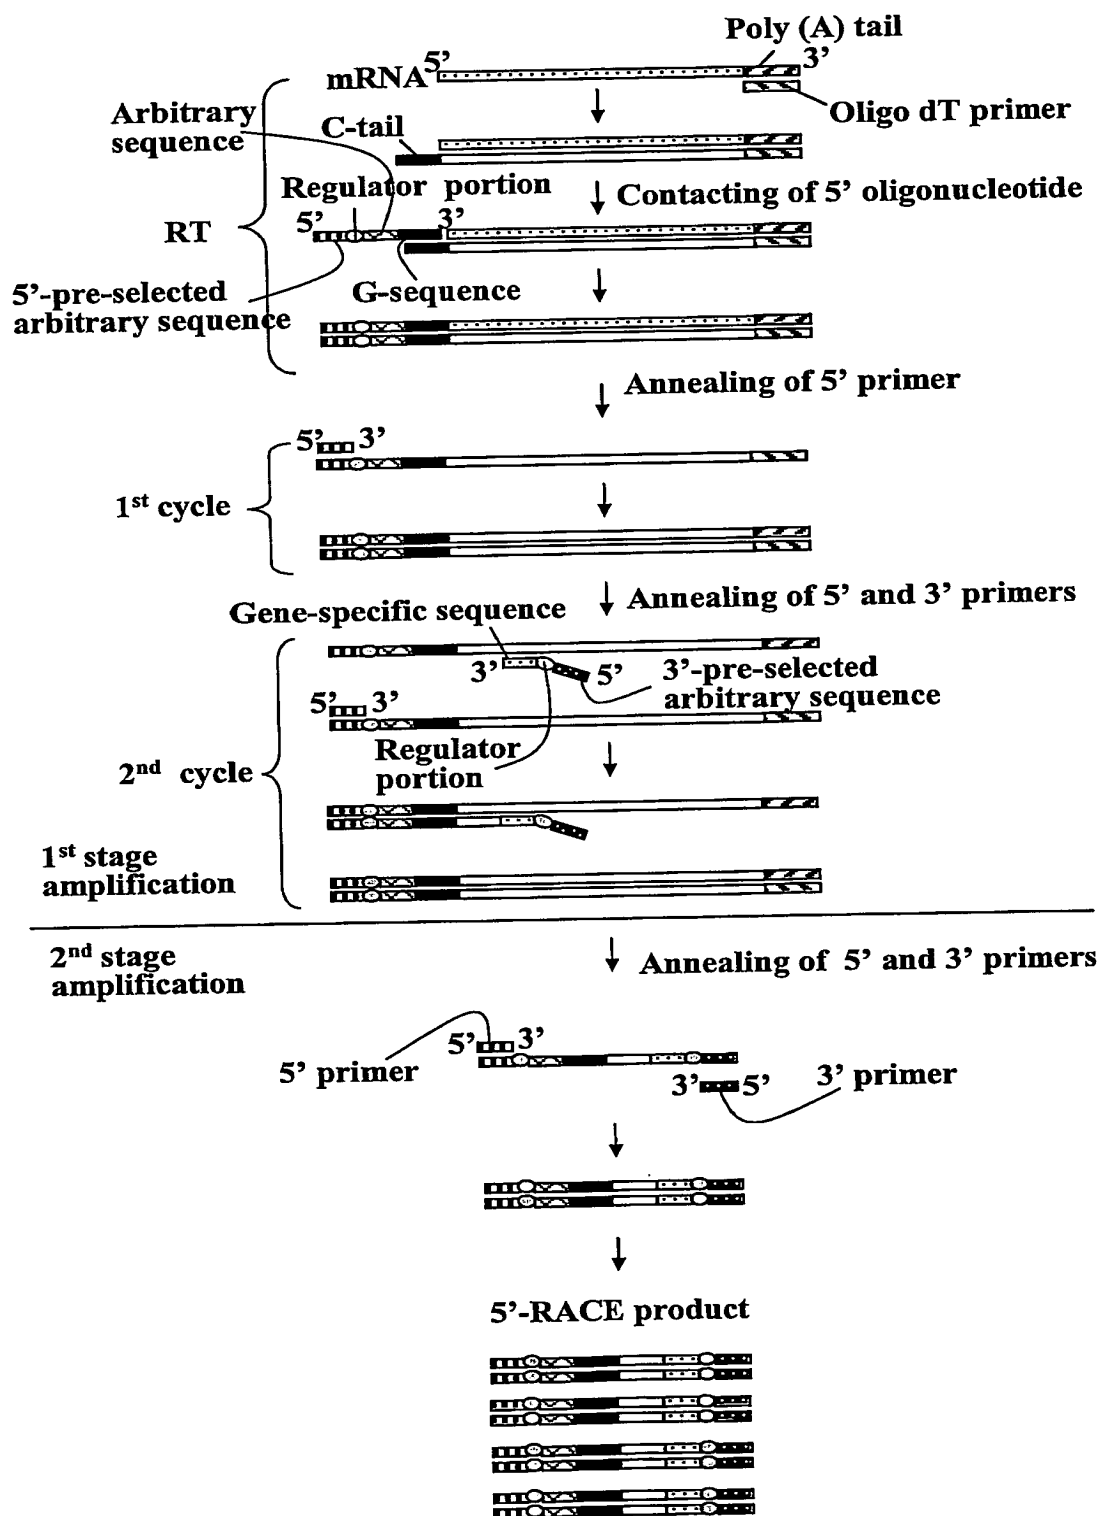 Poly (A) tail
5’
3’
mRNA
Oligo dT primer
Arbitrary
sequence
C-tail
Regulator portion
Contacting of 5’ oligonucleotide
5’
3’
RT
5’-pre-selected
arbitrary sequence
G-sequence
Annealing of 5’ primer
5’
3’
1st cycle
Annealing of 5’ and 3’ primers
Gene-specific sequence
3’
5’
3’-pre-selected
arbitrary sequence
5’
3’
Regulator
portion
2nd cycle
1st stage
amplification
2nd stage
amplification
Annealing of 5’ and 3’ primers
5’
3’
5’ primer
3’
5’
3’ primer
5’-RACE product